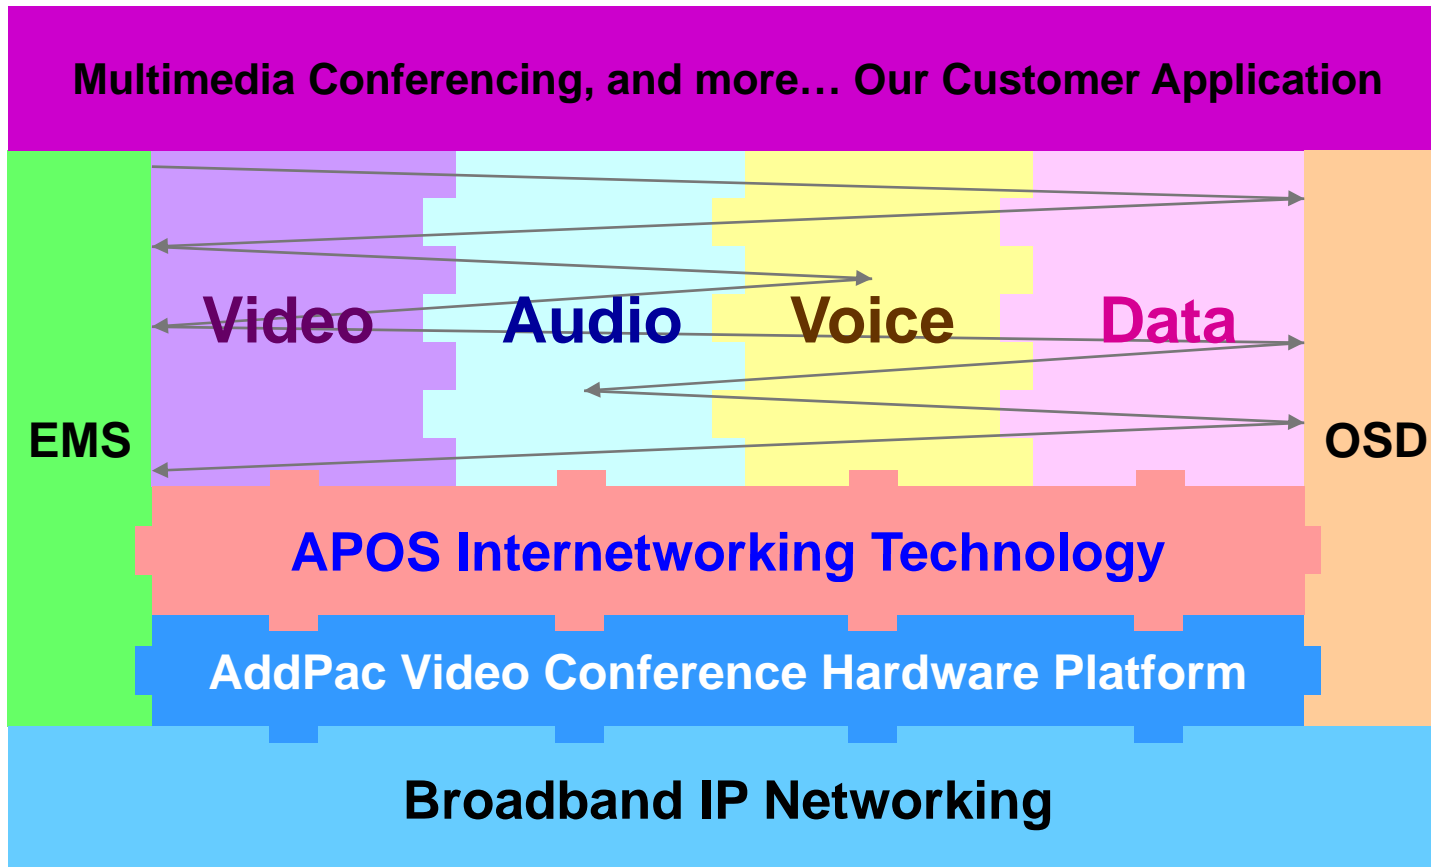 Multimedia Conferencing, and more… Our Customer Application
Video Audio Voice Data
EMS
OSD
APOS Internetworking Technology
AddPac Video Conference Hardware Platform
Broadband IP Networking